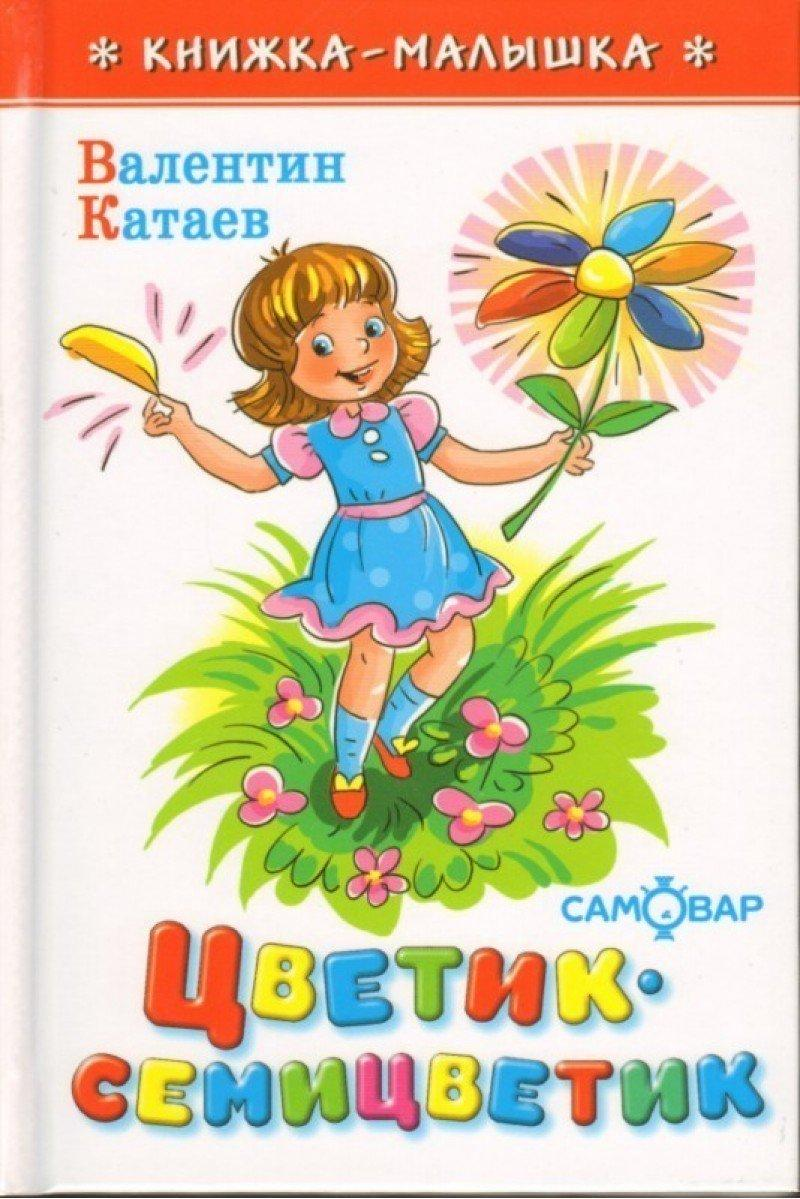 * КНИЖКА-МАЛЫШКА *
Валентин
Катаев
САМОВАР
Цветик-
семицветик